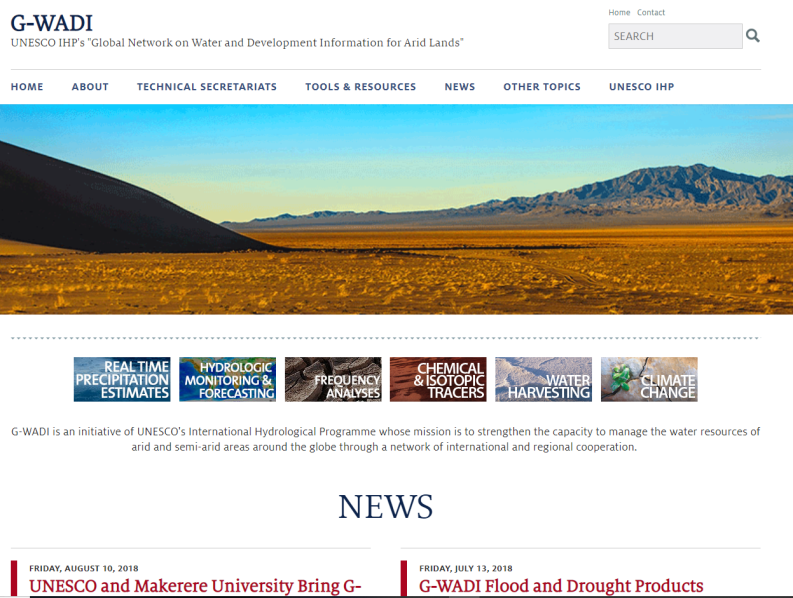 G-WADI
UNESCO IHP's "Global Network on Water and Development Information for Arid Lands"
Home Contact
SEARCH
HOME ABOUT TECHNICAL SECRETARIATS TOOLS & RESOURCES NEWS OTHER TOPICS UNESCO IHP
REAL TIME
PRECIPITATION
ESTIMATES
HYDROLOGIC
MONITORING &
FORECASTING
FREQUENCY
ANALYSES
CHEMICAL
& ISOTOPIC
TRACERS
WATER
HARVESTING
CLIMATE
CHANGE
G-WADI is an initiative of UNESCO's International Hydrological Programme whose mission is to strengthen the capacity to manage the water resources of
arid and semi-arid areas around the globe through a network of international and regional cooperation.
NEWS
FRIDAY, AUGUST 10, 2018
UNESCO and Makerere University Bring G-
FRIDAY, JULY 13, 2018
G-WADI Flood and Drought Products